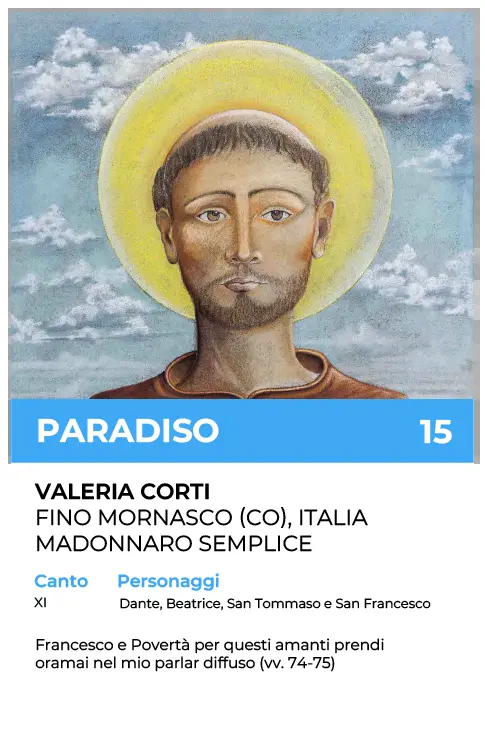 PARADISO 15
VALERIA CORTI
FINO MORNASCO (CO), ITALIA
MADONNARO SEMPLICE
Canto Personaggi
XI Dante, Beatrice, San Tommaso e San Francesco
Francesco e Povertà per questi amanti prendi
oramai nel mio parlar diffuso (vv. 74-75)